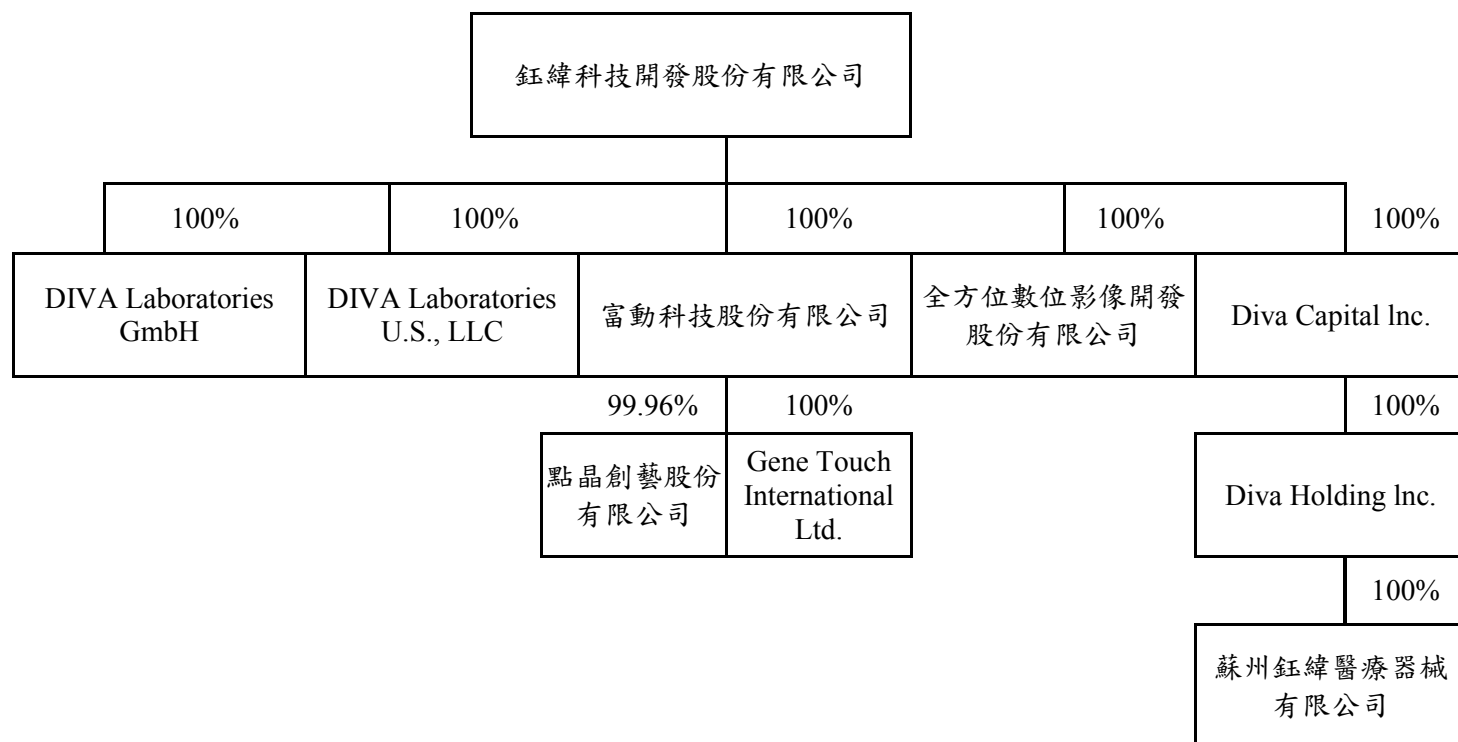 鈺緯科技開發股份有限公司
100%
100%
100%
100%
100%
DIVA Laboratories
GmbH
DIVA Laboratories
U.S., LLC
富動科技股份有限公司
全方位數位影像開發
股份有限公司
Diva Capital lnc.
99.96%
100%
100%
點晶創藝股份
有限公司
Gene Touch
International
Ltd.
Diva Holding lnc.
100%
蘇州鈺緯醫療器械
有限公司